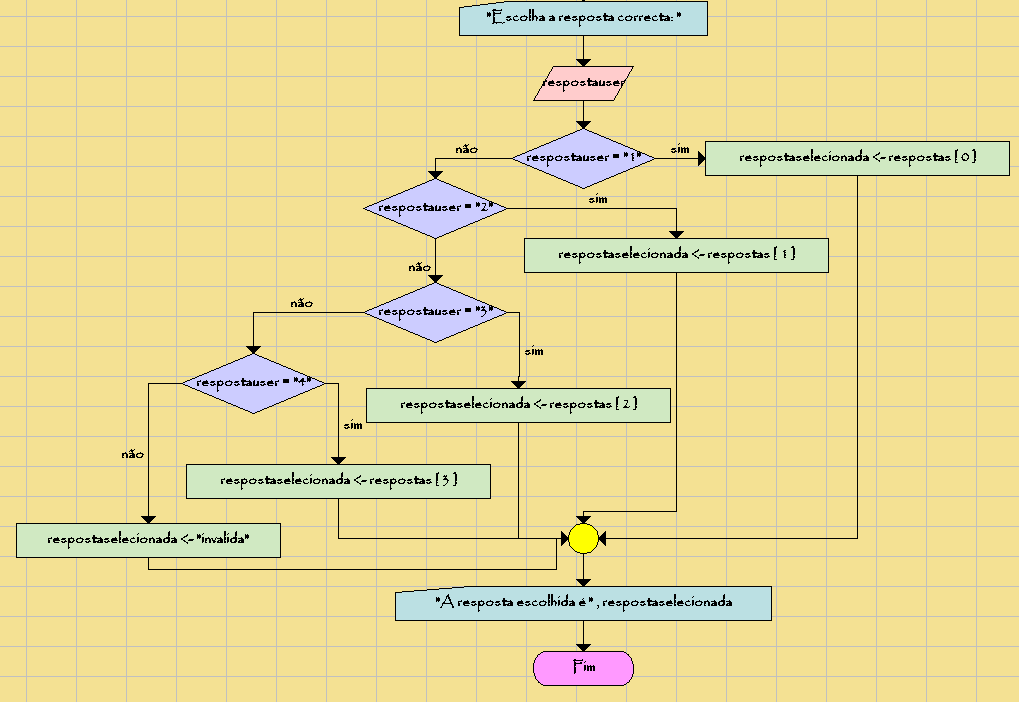 "Escolha a resposta correcta: "
respostauser
não
respostauser = "1"
sim
respostaselecionada <- respostas [ 0 ]
respostauser = "2"
sim
respostaselecionada <- respostas [ 1 ]
não
não
respostauser = "3"
sim
respostauser = "4"
respostaselecionada <- respostas [ 2 ]
sim
não
respostaselecionada <- respostas [ 3 ]
respostaselecionada <- "invalida"
"A resposta escolhida é" , respostaselecionada
Fim